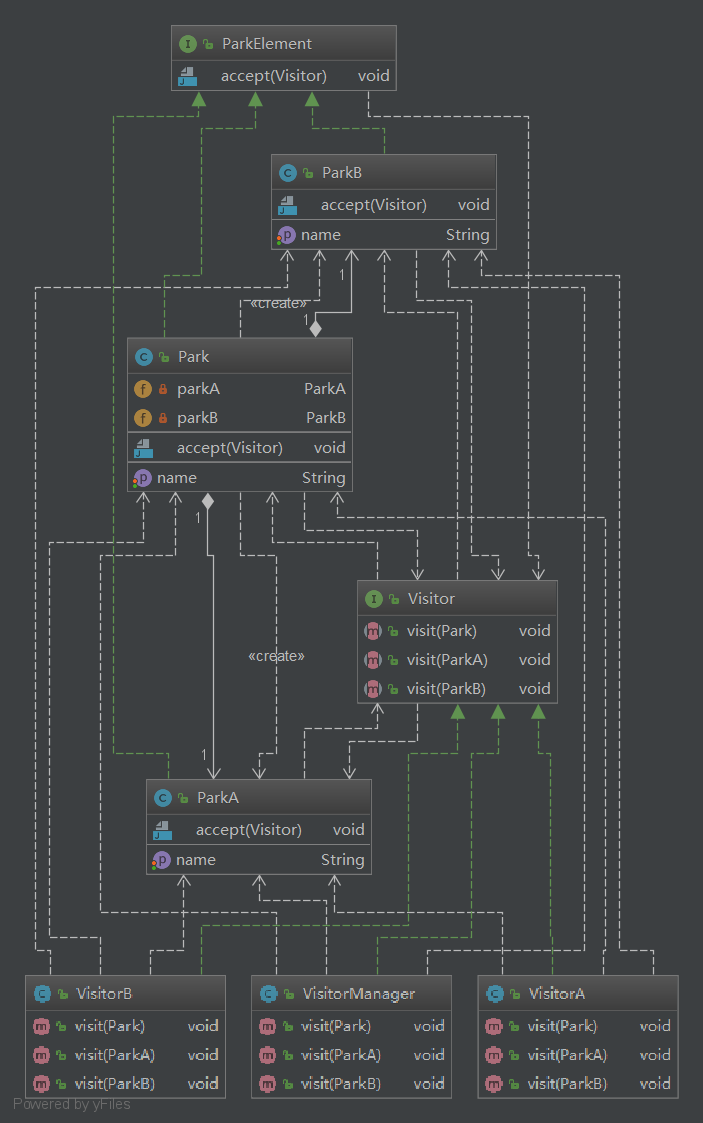 ParkElement
accept(Visitor) void
ParkB
accept(Visitor) void
name String
1
«create»
1
Park
parkA ParkA
parkB ParkB
accept(Visitor) void
name String
1
Visitor
visit(Park) void
visit(ParkA) void
visit(ParkB) void
«create»
1
ParkA
accept(Visitor) void
name String
VisitorB
visit(Park) void
visit(ParkA) void
visit(ParkB) void
VisitorManager
visit(Park) void
visit(ParkA) void
visit(ParkB) void
VisitorA
visit(Park) void
visit(ParkA) void
visit(ParkB) void
Powered by yFiles